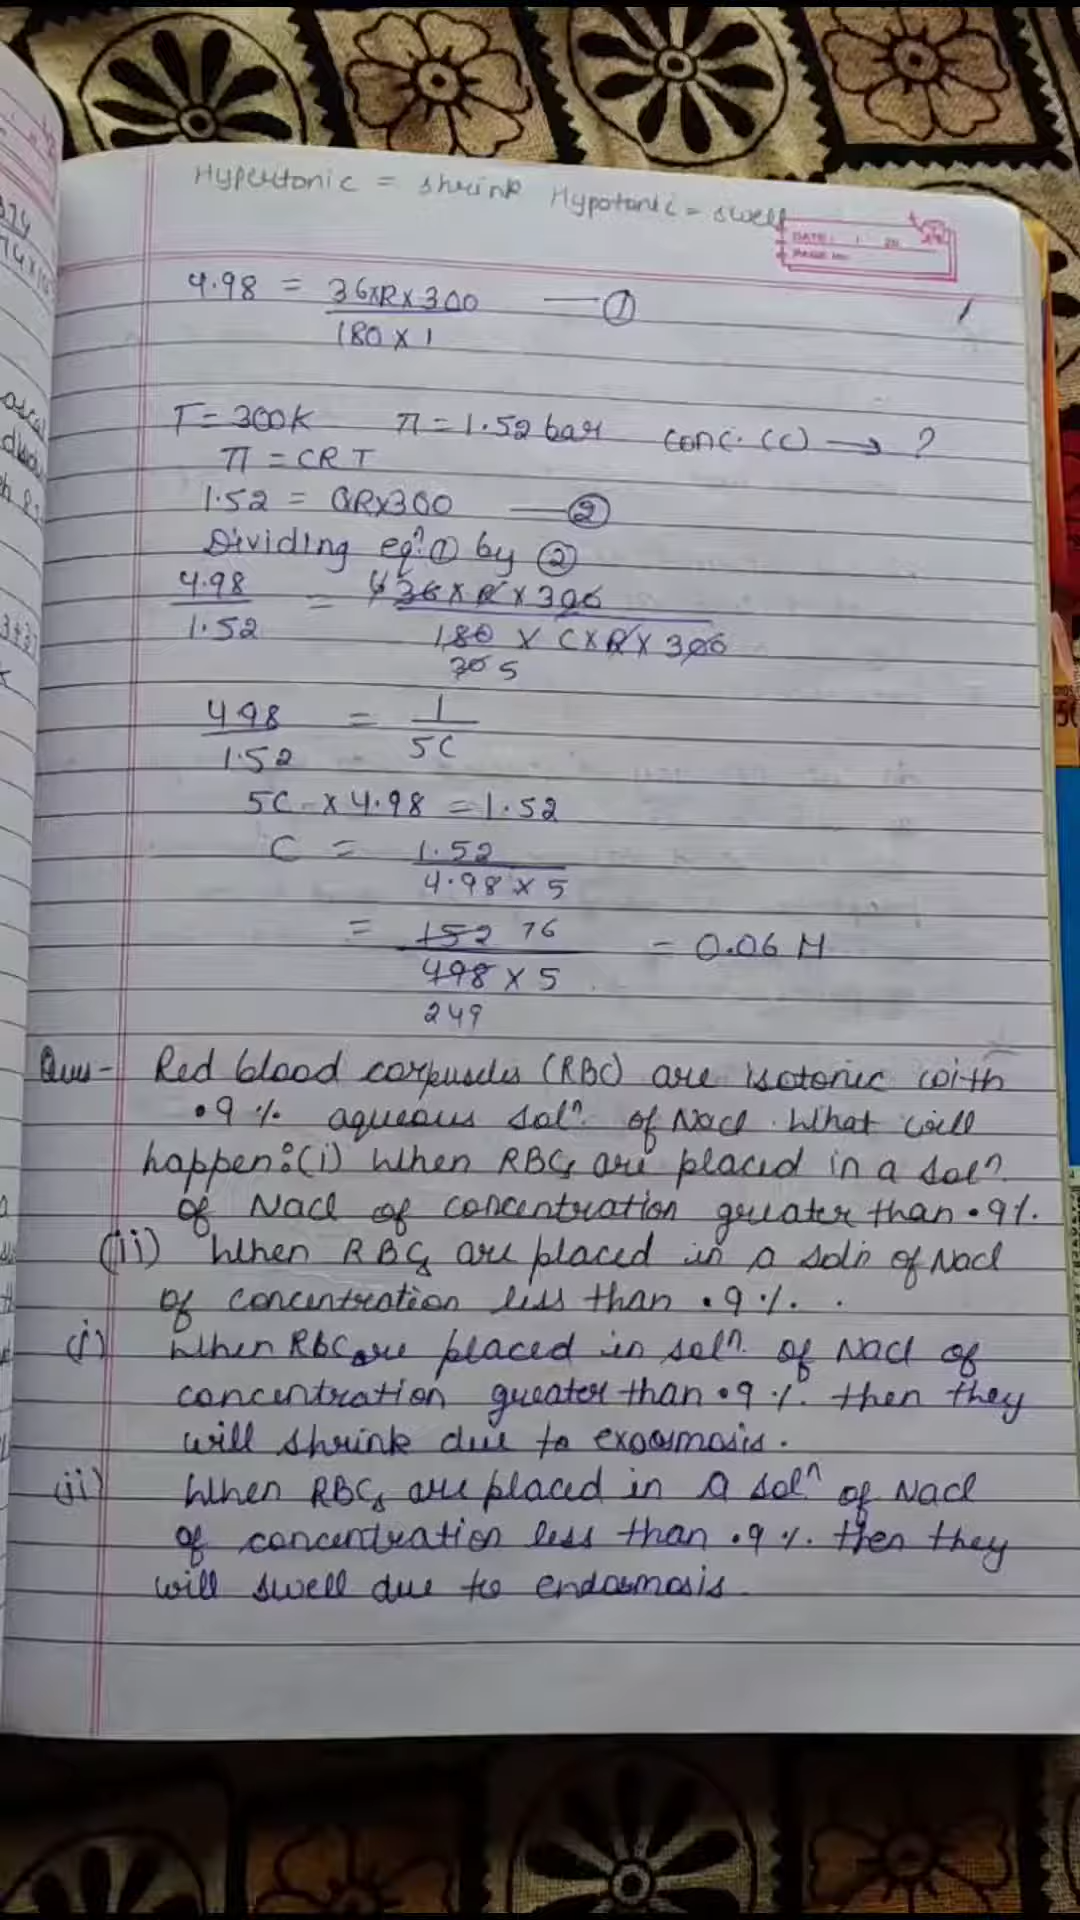 Hypertonic = shrink Hypotonic = swell
DATE: / / 20
PAGE NO.
4.98 = 36×R×300 —— ①
180 × 1
T = 300K π = 1.52 bar conc. (C) → ?
π = CRT
1.52 = CR×300 —— ②
Dividing eqn. ① by ②
4.98 = 36 × R × 300
1.52 180 × C × R × 300
30 5
4.98 = 1
1.52 5C
5C × 4.98 = 1.52
C = 1.52
4.98 × 5
= 152 76 = 0.06 M
498 × 5
249
Ques- Red blood corpuscles (RBC) are isotonic with
.9 % aqueous soln. of NaCl. What will
happen: (i) When RBCs are placed in a soln.
of NaCl of concentration greater than .9%.
(ii) When RBCs are placed in a soln of NaCl
of concentration less than .9 %.
(i) When RBC are placed in soln. of NaCl of
concentration greater than .9 %. then they
will shrink due to exoosmosis.
(ii) When RBCs are placed in a soln of NaCl
of concentration less than .9 %. then they
will swell due to endosmosis.